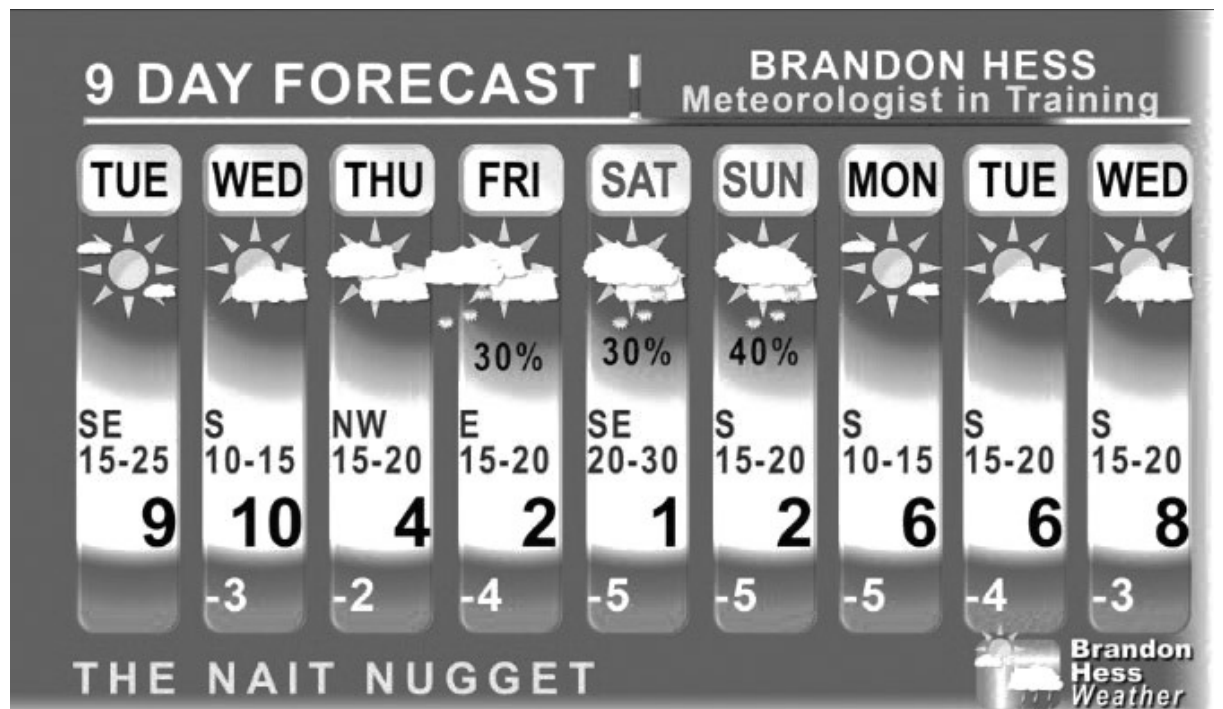 9 DAY FORECAST
BRANDON HESS
Meteorologist in Training
TUE WED THU FRI SAT SUN MON TUE WED
30% 30% 40%
SE S NW E SE S S S S
15-25 10-15 15-20 15-20 20-30 15-20 10-15 15-20 15-20
9 10 4 2 1 2 6 6 8
-3 -2 -4 -5 -5 -5 -4 -3
THE NAIT NUGGET
Brandon
Hess
Weather